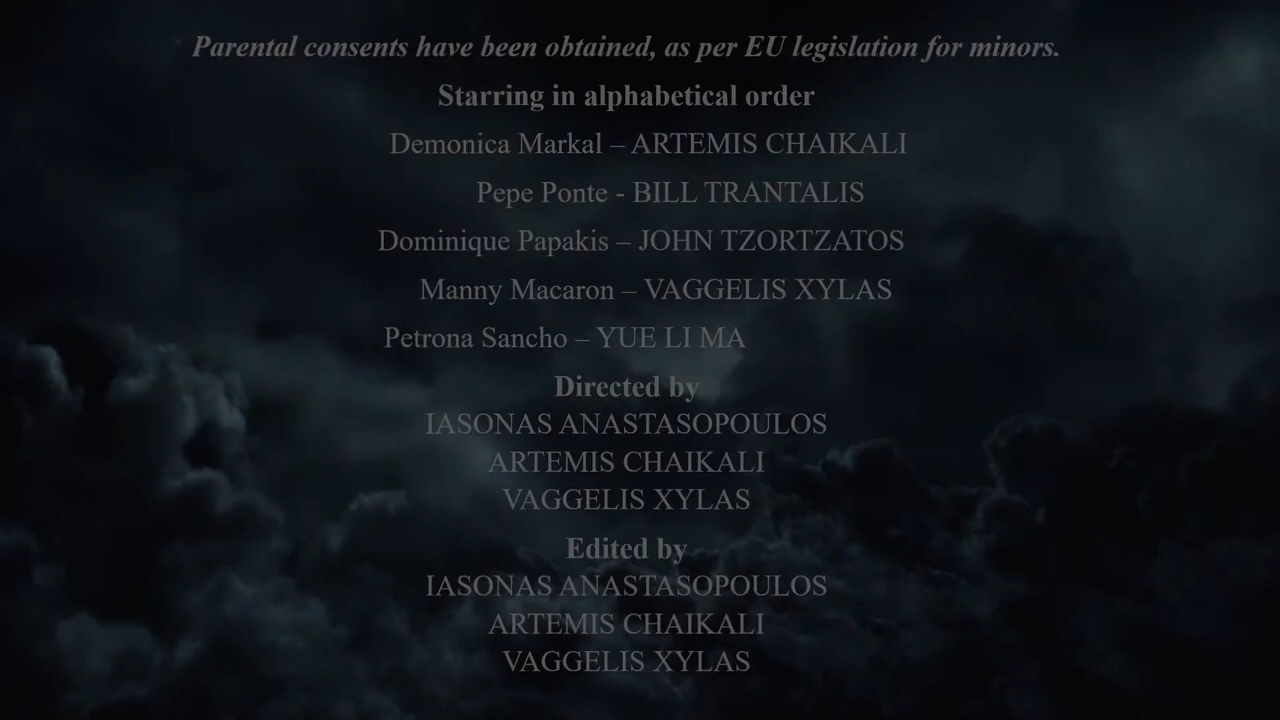 Parental consents have been obtained, as per EU legislation for minors.
Starring in alphabetical order
Demonica Markal – ARTEMIS CHAIKALI
Pepe Ponte - BILL TRANTALIS
Dominique Papakis – JOHN TZORTZATOS
Manny Macaron – VAGGELIS XYLAS
Petrona Sancho – YUE LI MA
Directed by
IASONAS ANASTASOPOULOS
ARTEMIS CHAIKALI
VAGGELIS XYLAS
Edited by
IASONAS ANASTASOPOULOS
ARTEMIS CHAIKALI
VAGGELIS XYLAS